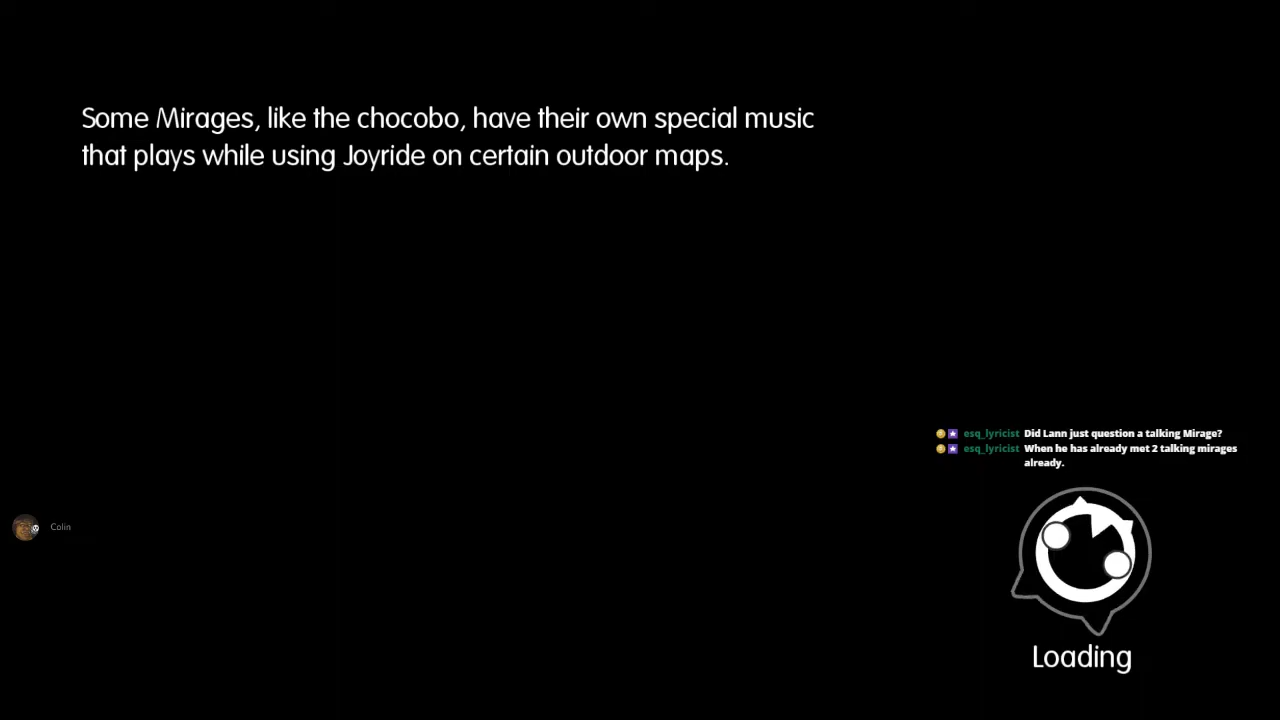 Some Mirages, like the chocobo, have their own special music
that plays while using Joyride on certain outdoor maps.
esq_lyricist Did Lann just question a talking Mirage?
esq_lyricist When he has already met 2 talking mirages
already.
Colin
Loading